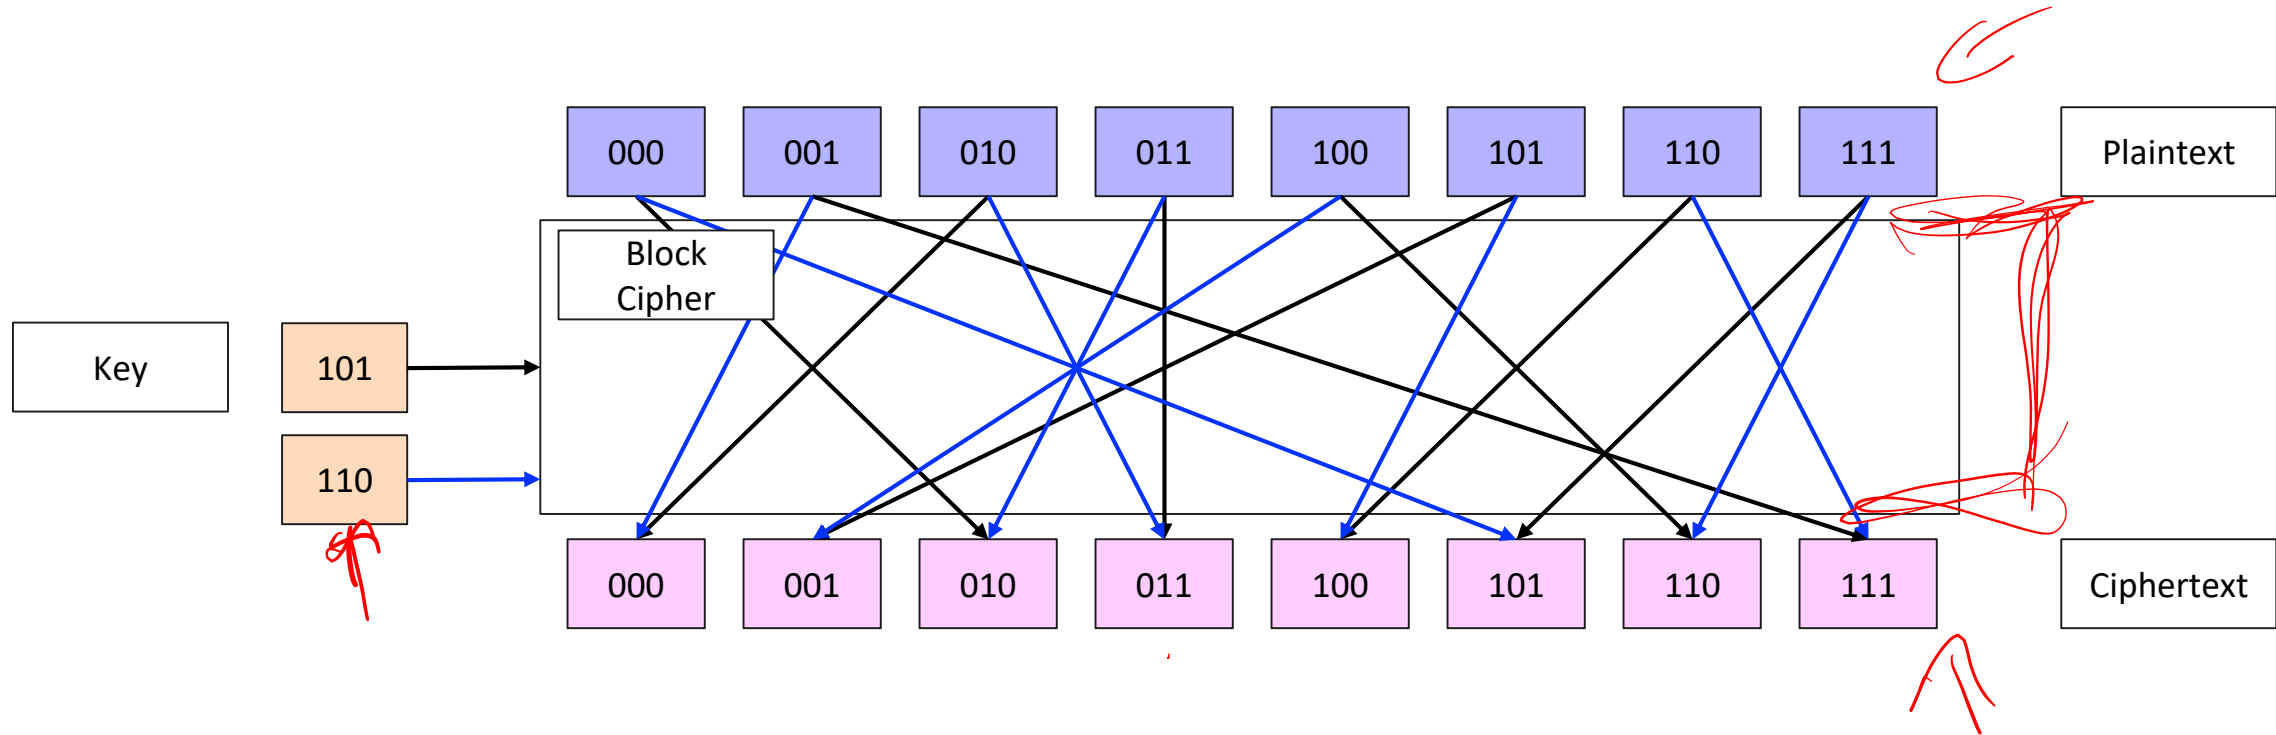 000 001 010 011 100 101 110 111 Plaintext
Block
Cipher
Key 101
110
000 001 010 011 100 101 110 111 Ciphertext